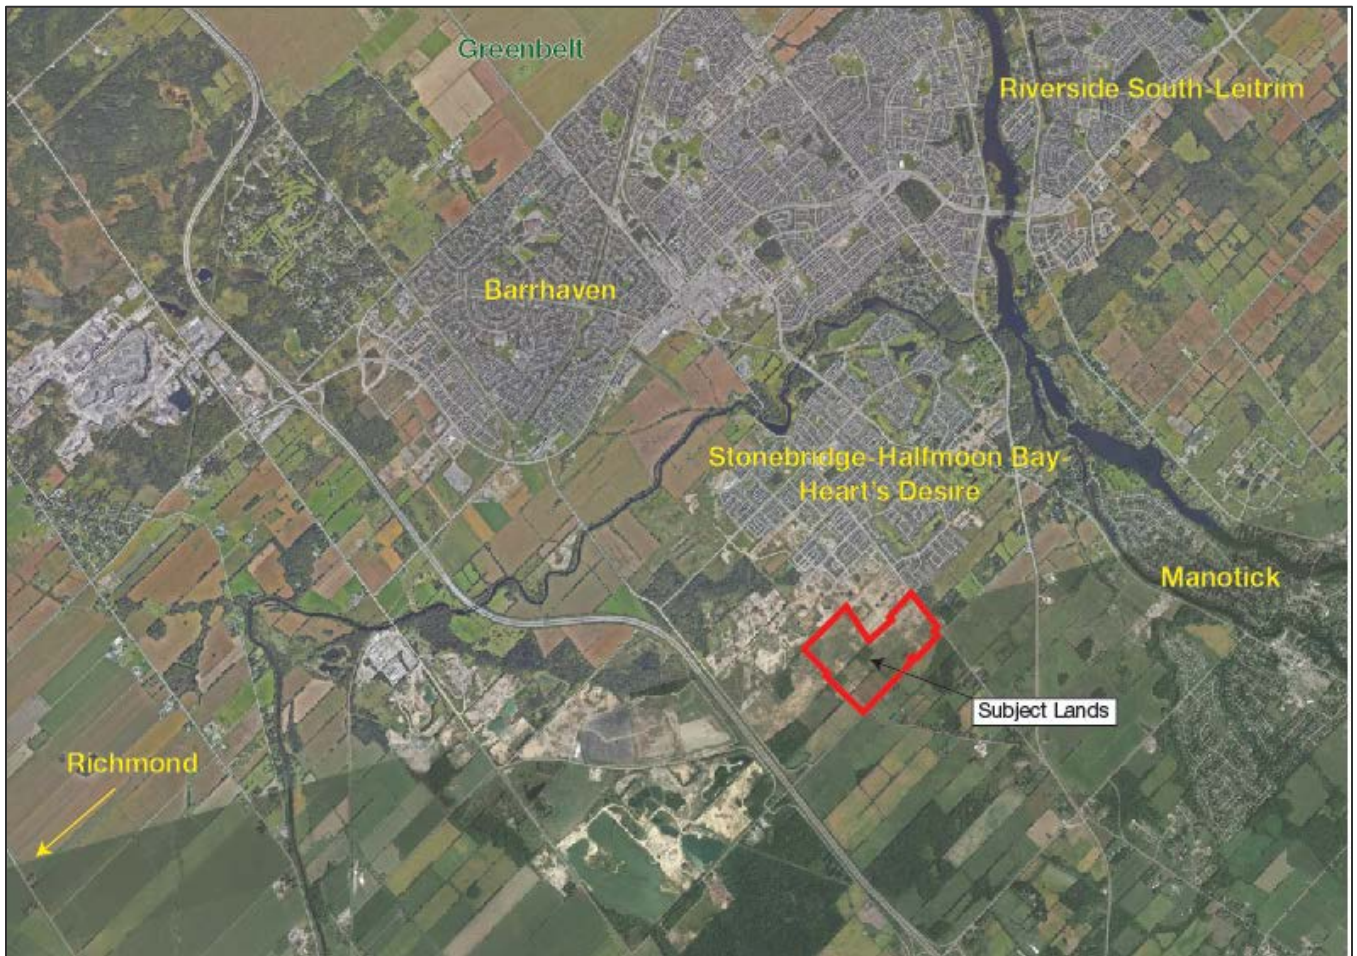 Greenbelt
Riverside South-Leitrim
Barrhaven
Stonebridge-Halfmoon Bay-
Heart's Desire
Manotick
Subject Lands
Richmond